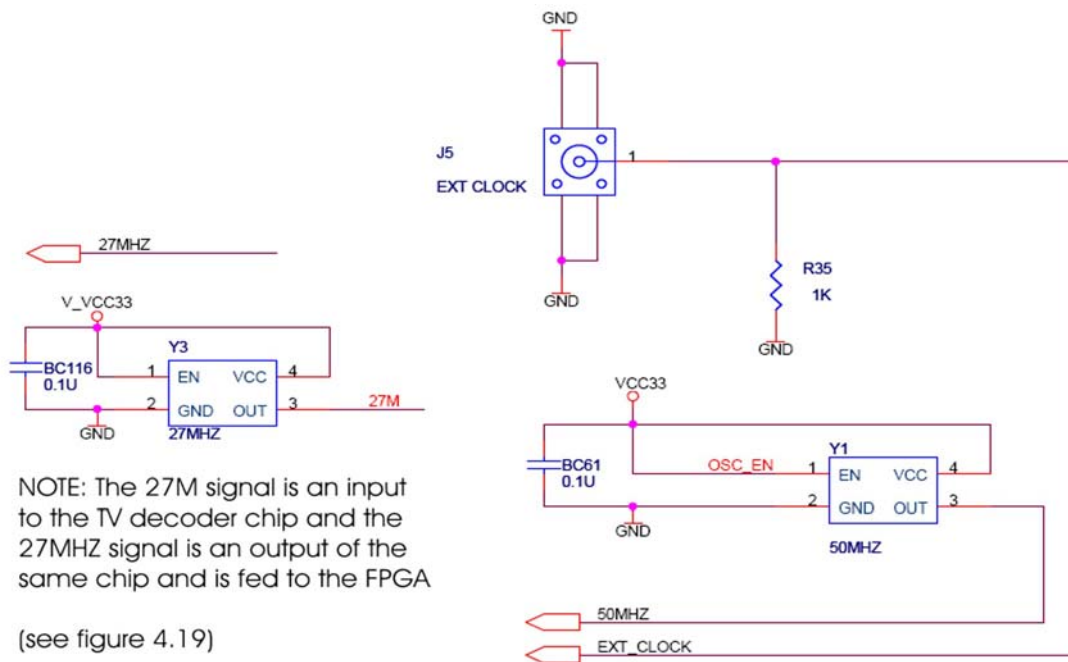 GND
J5
1
EXT CLOCK
27MHZ
R35
1K
GND
GND
V_VCC33
BC116
0.1U
Y3
1 EN VCC 4
2 GND OUT 3
27M
GND
27MHZ
VCC33
BC61
0.1U
OSC_EN
Y1
1 EN VCC 4
2 GND OUT 3
GND
50MHZ
NOTE: The 27M signal is an input
to the TV decoder chip and the
27MHZ signal is an output of the
same chip and is fed to the FPGA
(see figure 4.19)
50MHZ
EXT_CLOCK